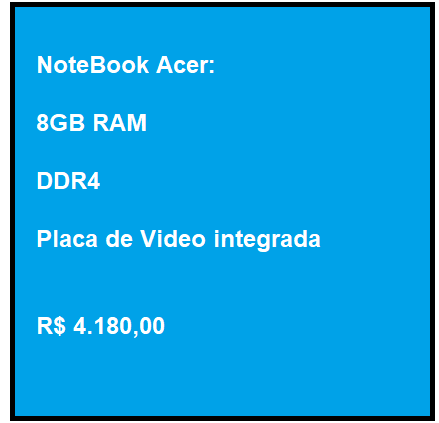 NoteBook Acer:
8GB RAM
DDR4
Placa de Video integrada
R$ 4.180,00